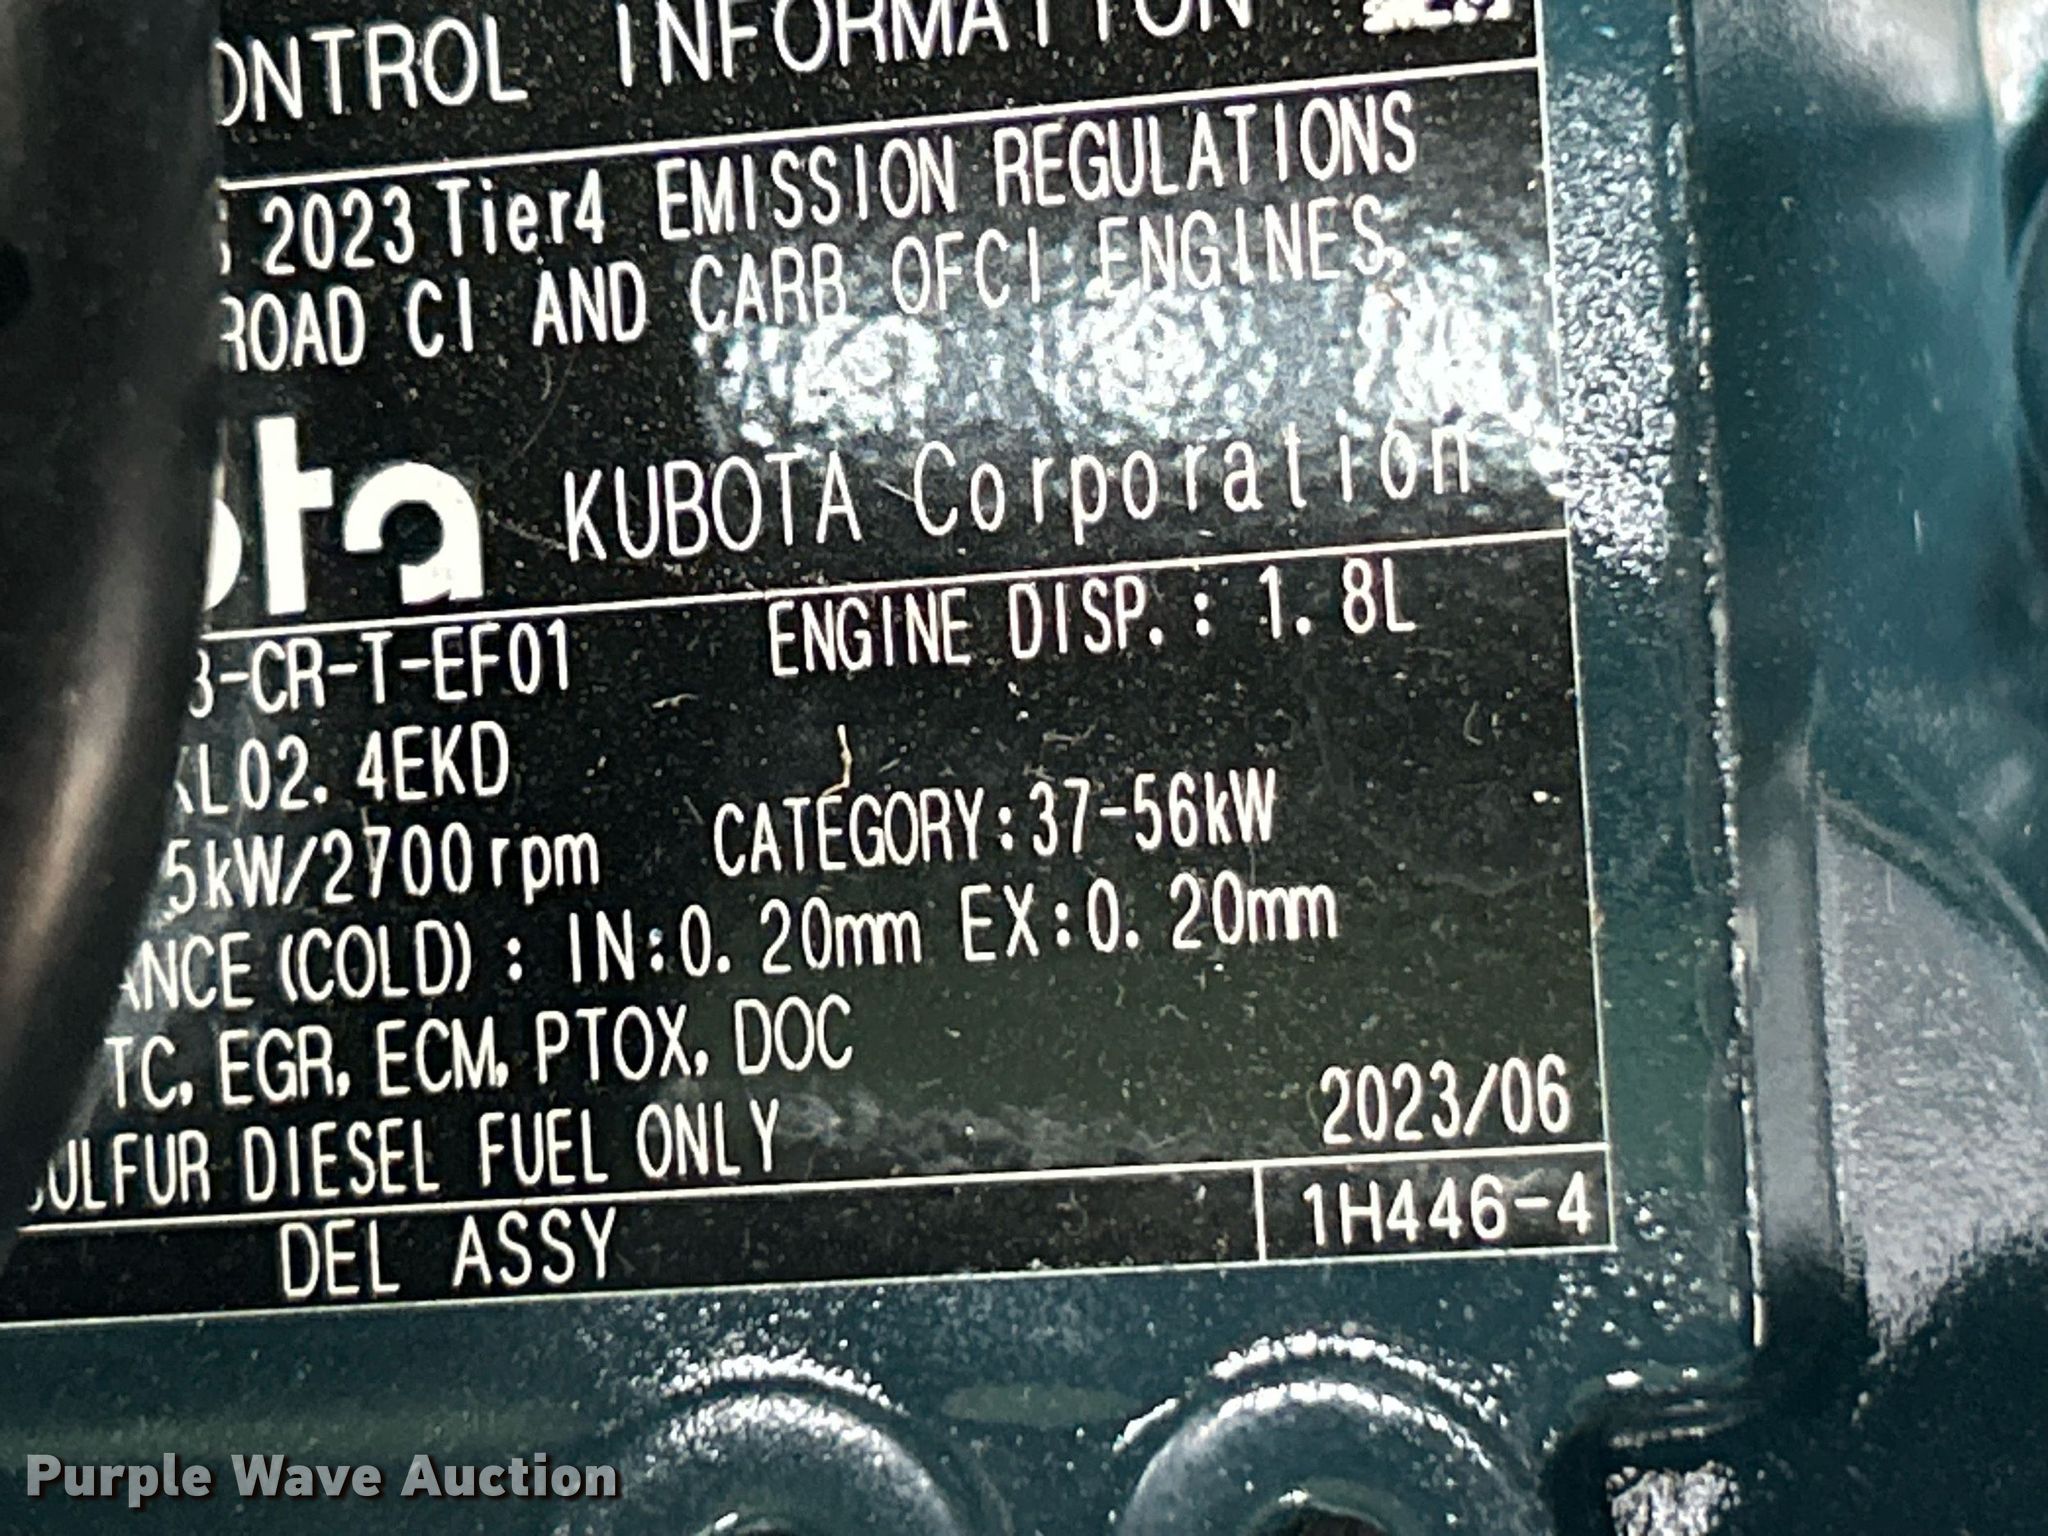 ONTROL INFORMATION
2023 Tier4 EMISSION REGULATIONS
ROAD CI AND CARB OFCI ENGINES.
ota KUBOTA Corporation
3-CR-T-EF01 ENGINE DISP.: 1.8L
KL02.4EKD
5kW/2700rpm CATEGORY:37-56kW
ANCE (COLD) : IN:0.20mm EX:0.20mm
TC, EGR, ECM, PTOX, DOC
ULFUR DIESEL FUEL ONLY 2023/06
DEL ASSY 1H446-4
Purple Wave Auction